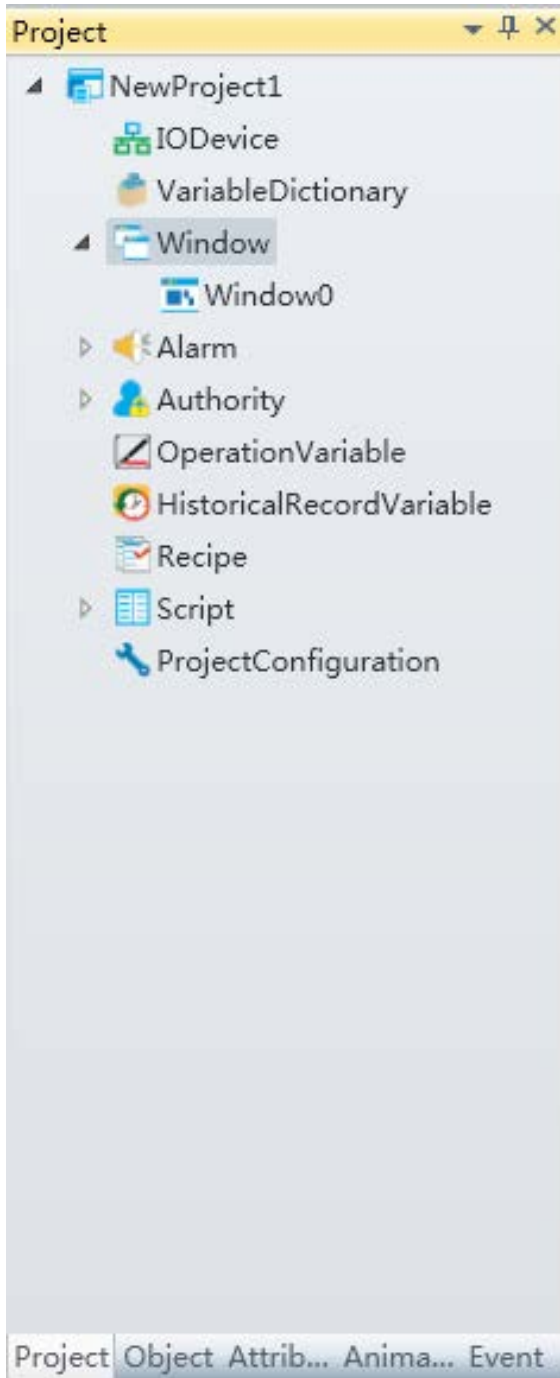 Project
NewProject1
IODevice
VariableDictionary
Window
Window0
Alarm
Authority
OperationVariable
HistoricalRecordVariable
Recipe
Script
ProjectConfiguration
Project Object Attrib... Anima... Event